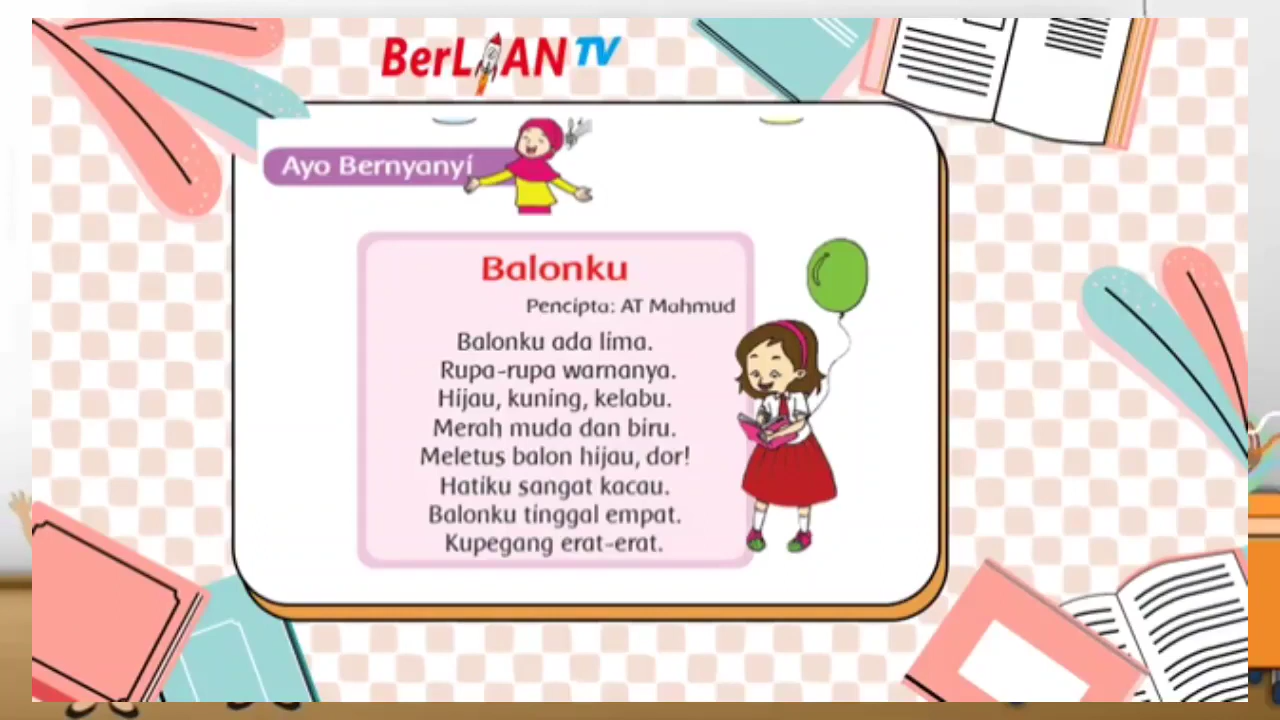 BerLIAN TV
Ayo Bernyanyi
Balonku
Pencipta: AT Mahmud
Balonku ada lima.
Rupa-rupa warnanya.
Hijau, kuning, kelabu.
Merah muda dan biru.
Meletus balon hijau, dor!
Hatiku sangat kacau.
Balonku tinggal empat.
Kupegang erat-erat.